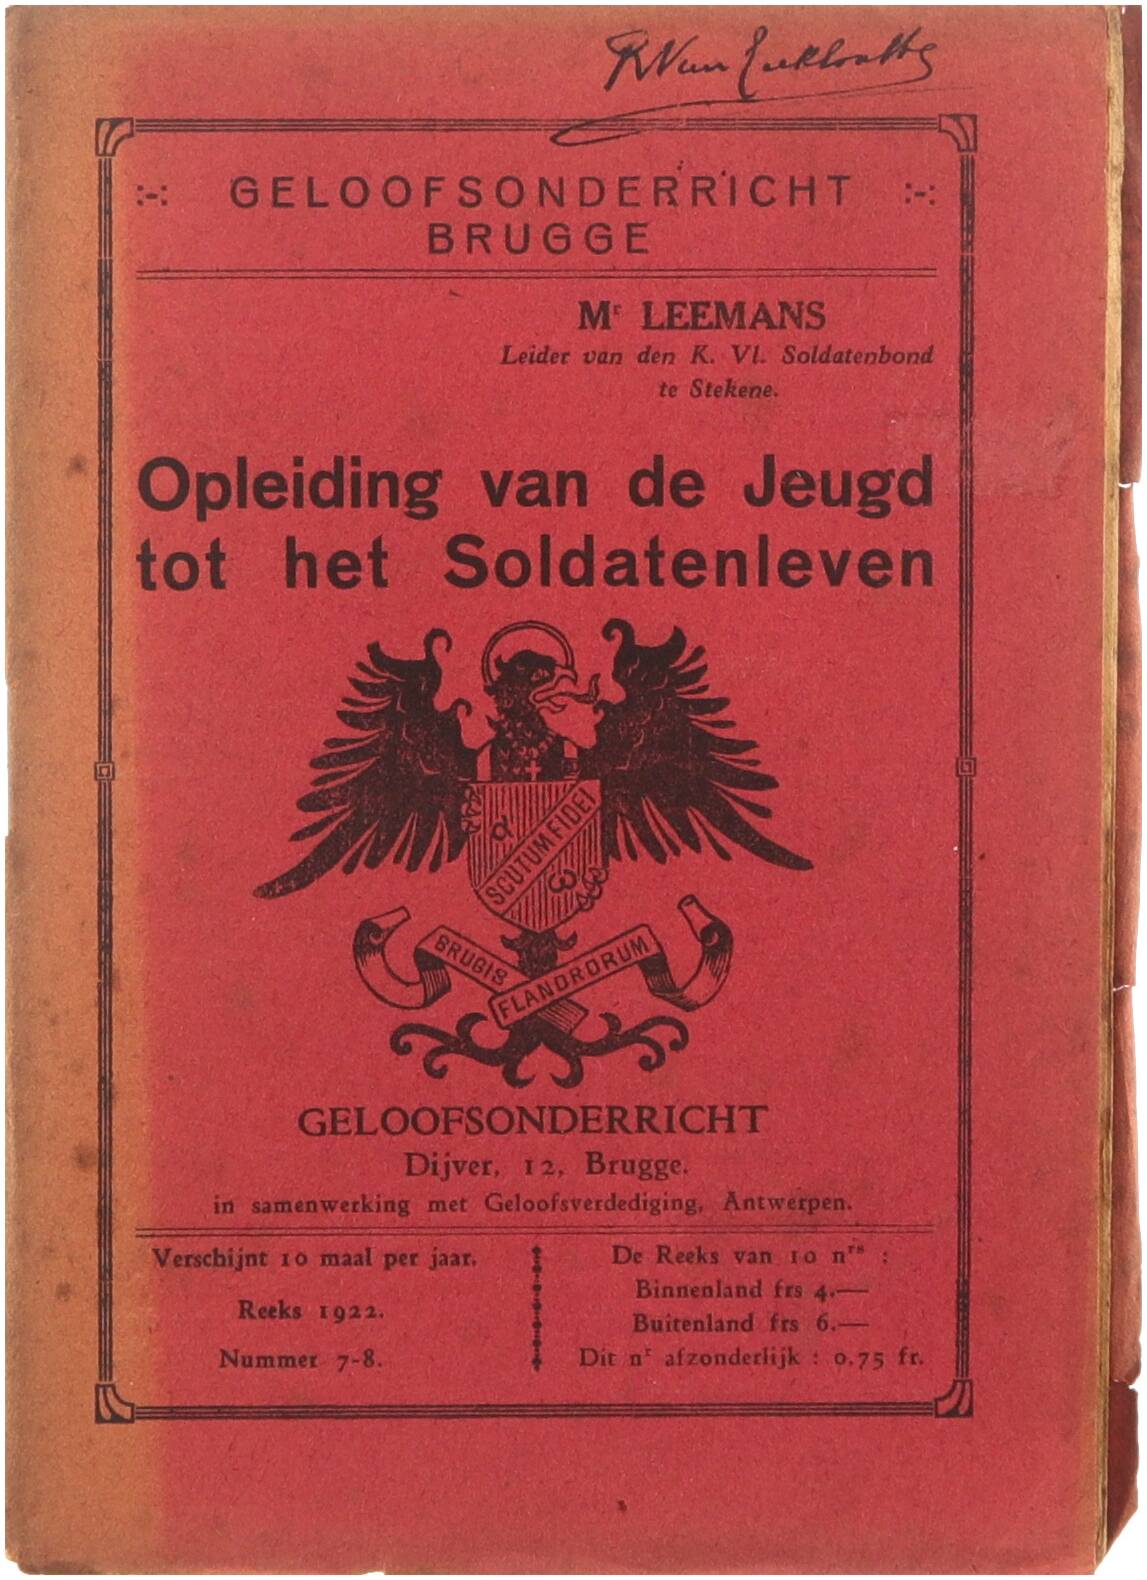 R Van
:-: GELOOFSONDERRICHT :-:
BRUGGE
Mr LEEMANS
Leider van den K. Vl. Soldatenbond
te Stekene.
Opleiding van de Jeugd
tot het Soldatenleven
α
SCUTUM FIDEI
ω
BRUGIS
FLANDRORUM
GELOOFSONDERRICHT
Dijver, 12, Brugge.
in samenwerking met Geloofsverdediging, Antwerpen.
Verschijnt 10 maal per jaar.
Reeks 1922.
Nummer 7-8.
De Reeks van 10 nrs :
Binnenland frs 4.—
Buitenland frs 6.—
Dit nr afzonderlijk : 0,75 fr.